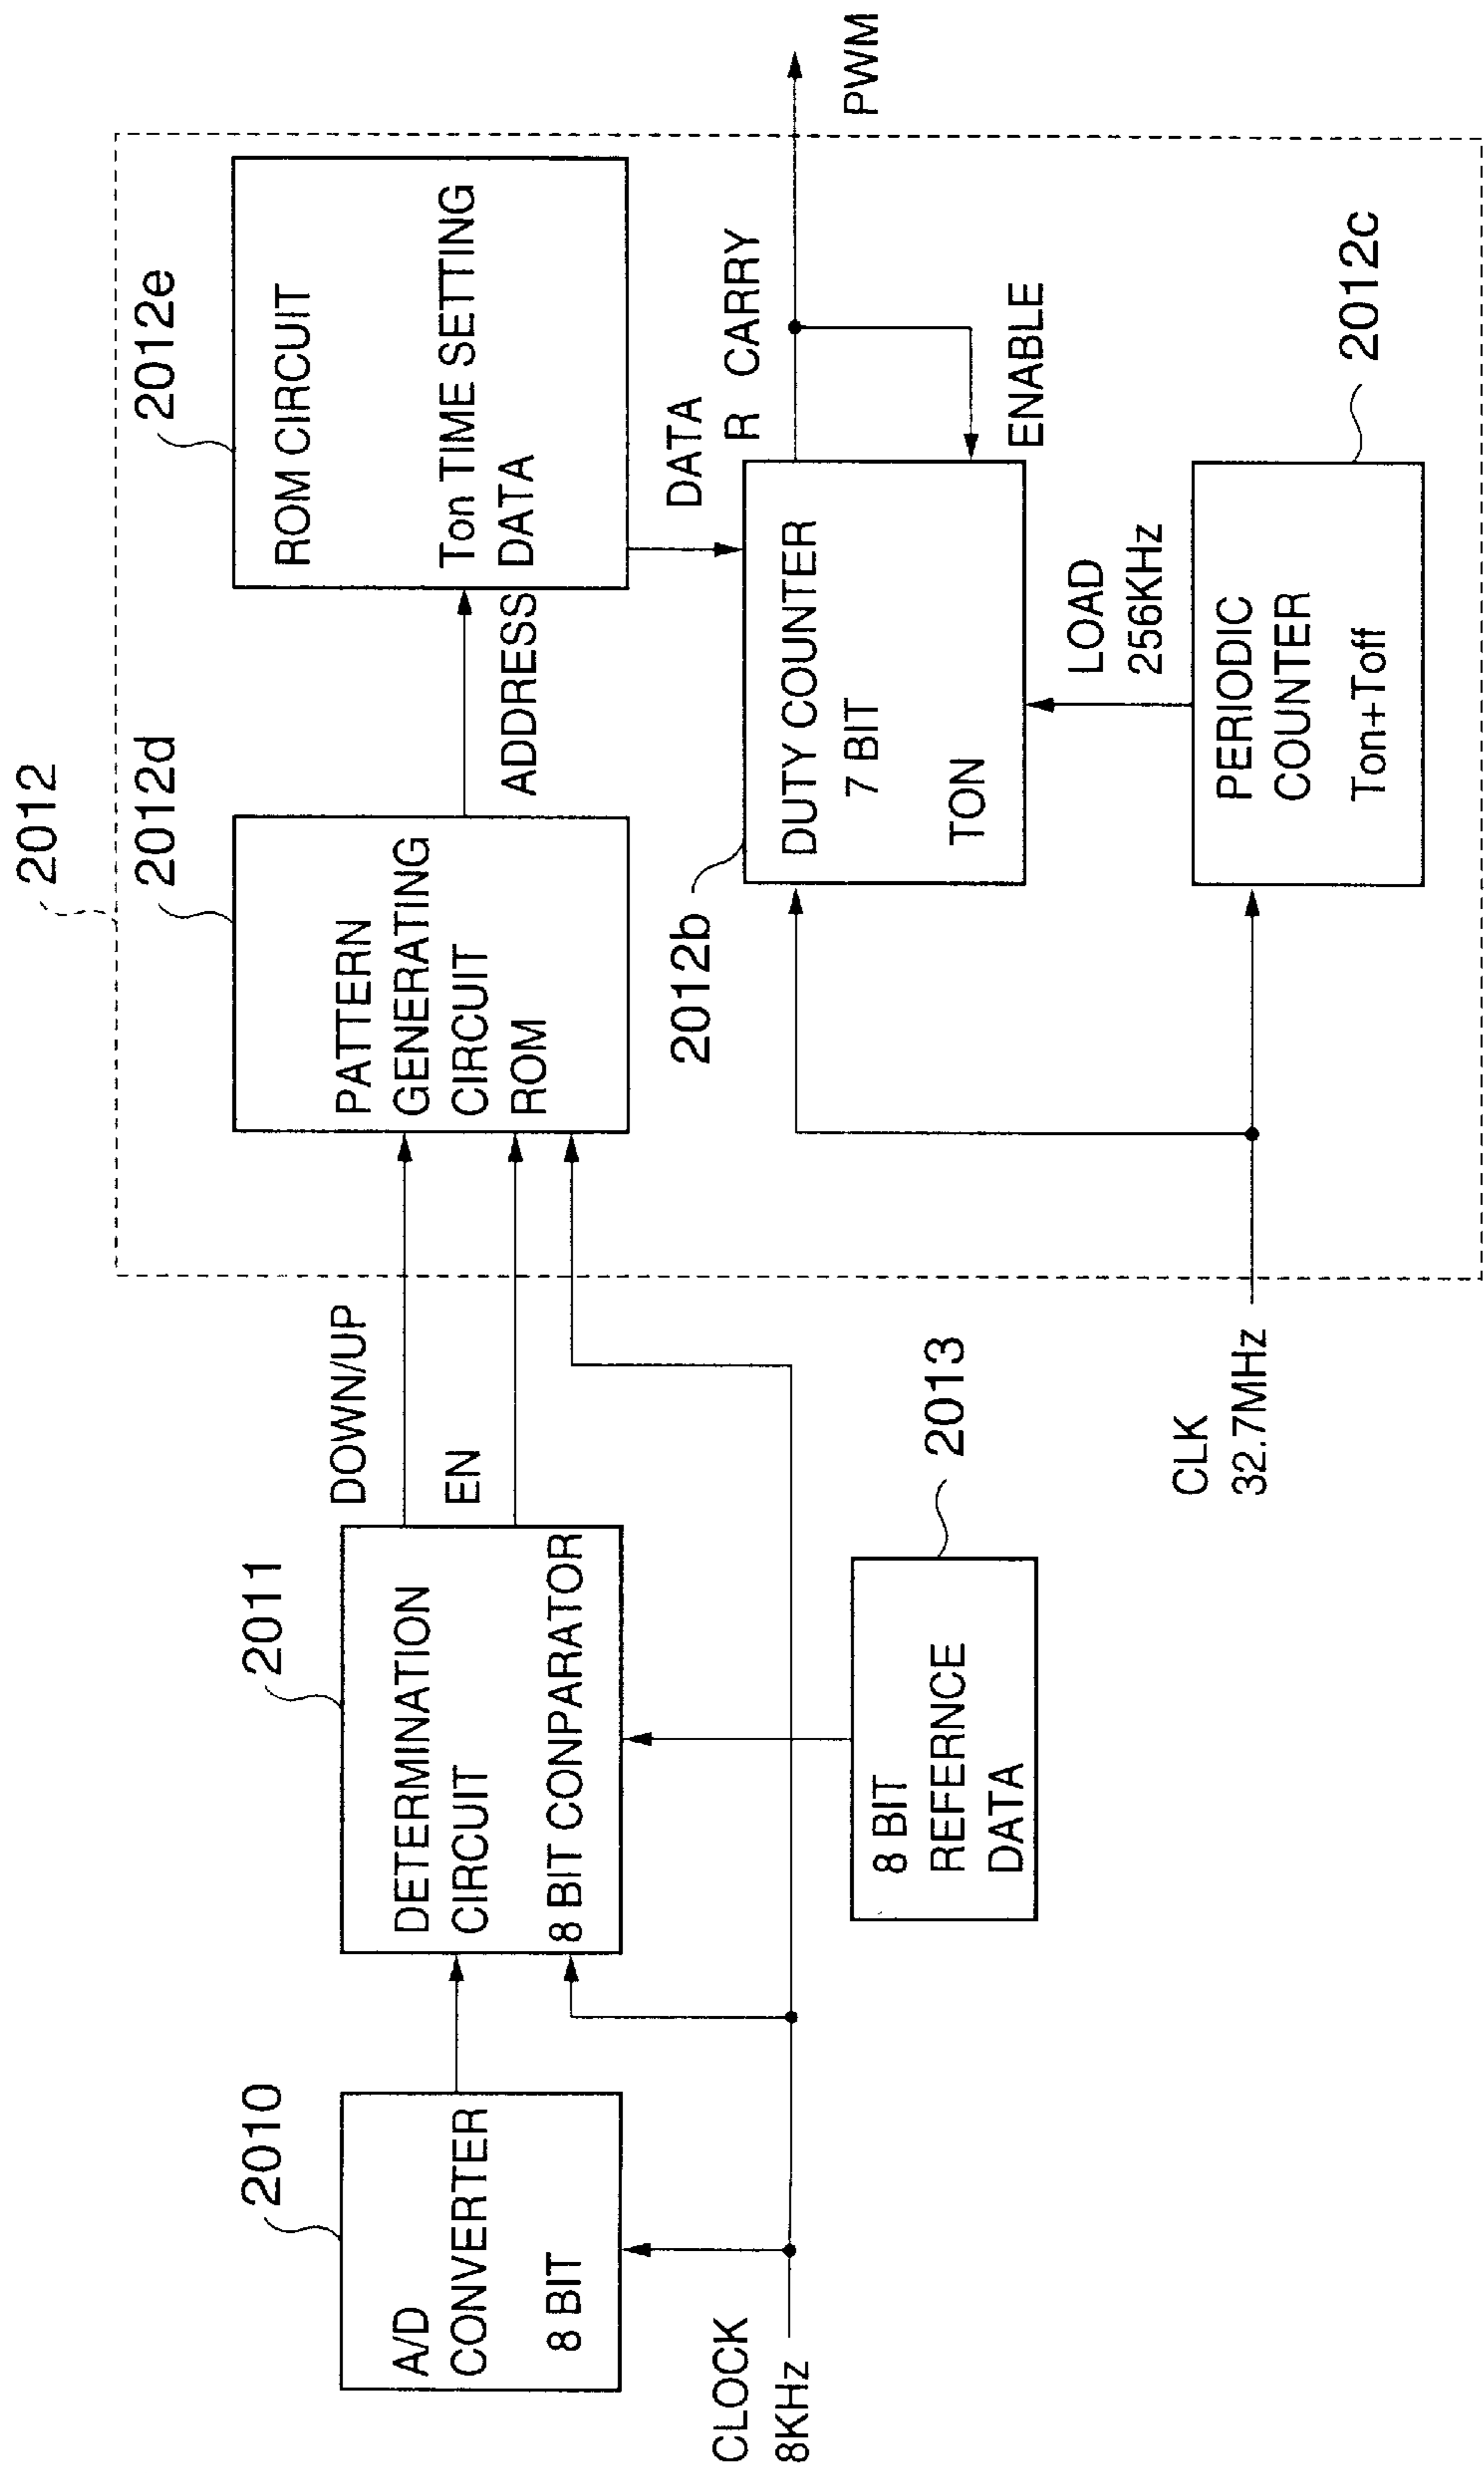 2010
A/D
CONVERTER
8 BIT
CLOCK
8KHz
2011
DETERMINATION
CIRCUIT
8 BIT CONPARATOR
8 BIT
REFERNCE
DATA
2013
DOWN/UP
EN
CLK
32.7MHz
2012
2012d
PATTERN
GENERATING
CIRCUIT
ROM
ADDRESS
2012e
ROM CIRCUIT
Ton TIME SETTING
DATA
DATA
2012b
DUTY COUNTER
7 BIT
TON
R CARRY
ENABLE
PWM
LOAD
256KHz
PERIODIC
COUNTER
Ton+Toff
2012c